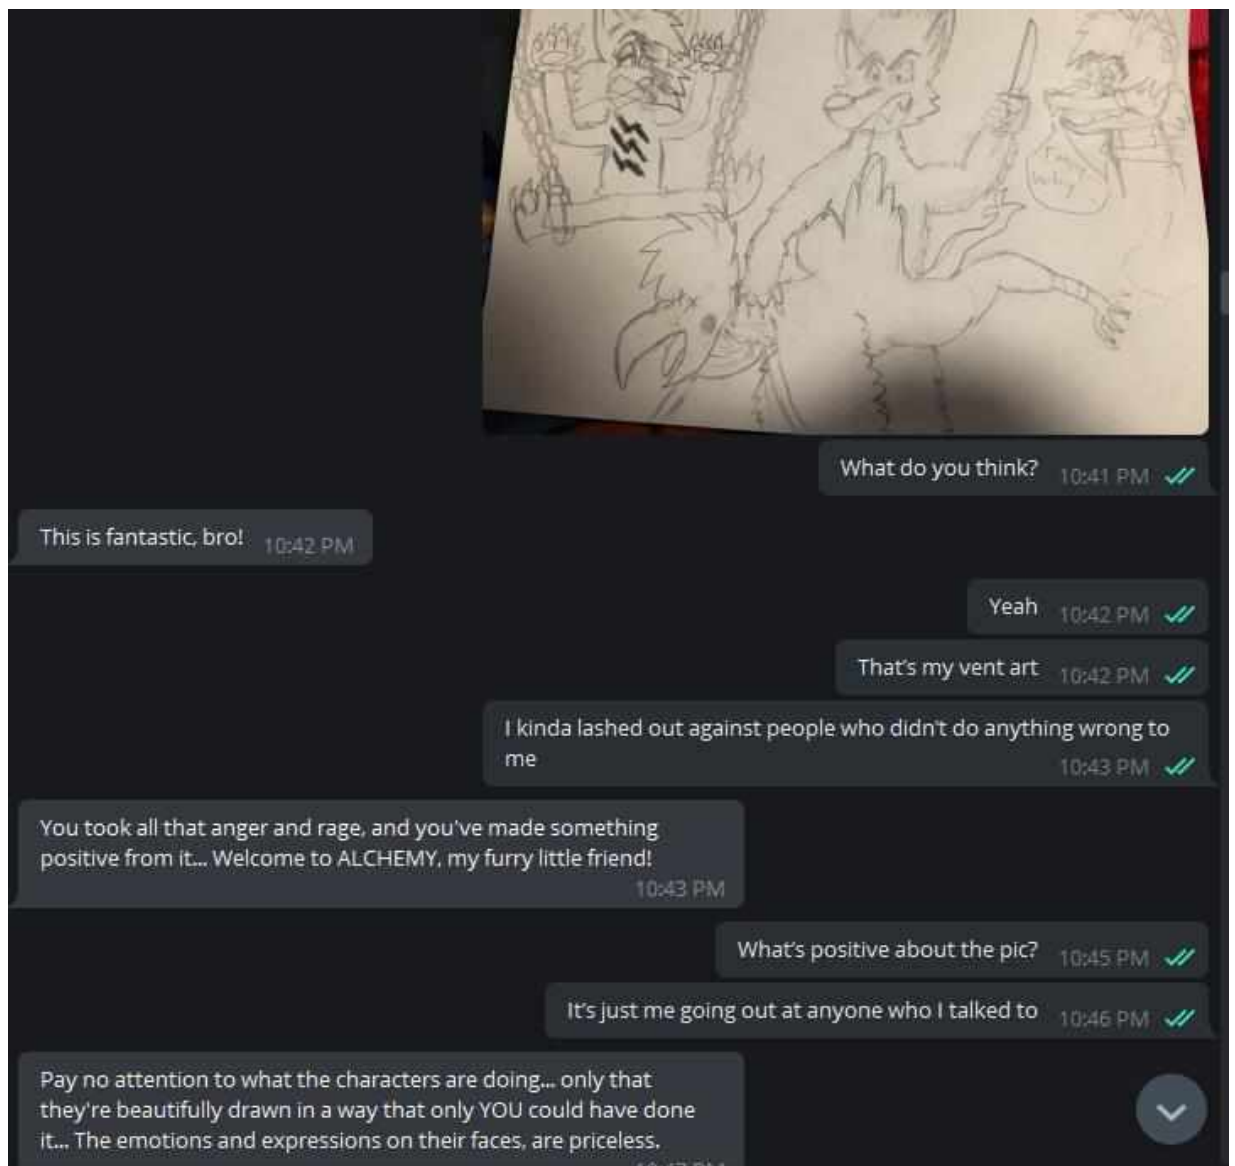 What do you think?
10:41 PM
This is fantastic, bro!
10:42 PM
Yeah
10:42 PM
That's my vent art
10:42 PM
I kinda lashed out against people who didn't do anything wrong to
me
10:43 PM
You took all that anger and rage, and you've made something
positive from it... Welcome to ALCHEMY, my furry little friend!
10:43 PM
What's positive about the pic?
10:45 PM
It's just me going out at anyone who I talked to
10:46 PM
Pay no attention to what the characters are doing... only that
they're beautifully drawn in a way that only YOU could have done
it... The emotions and expressions on their faces, are priceless.